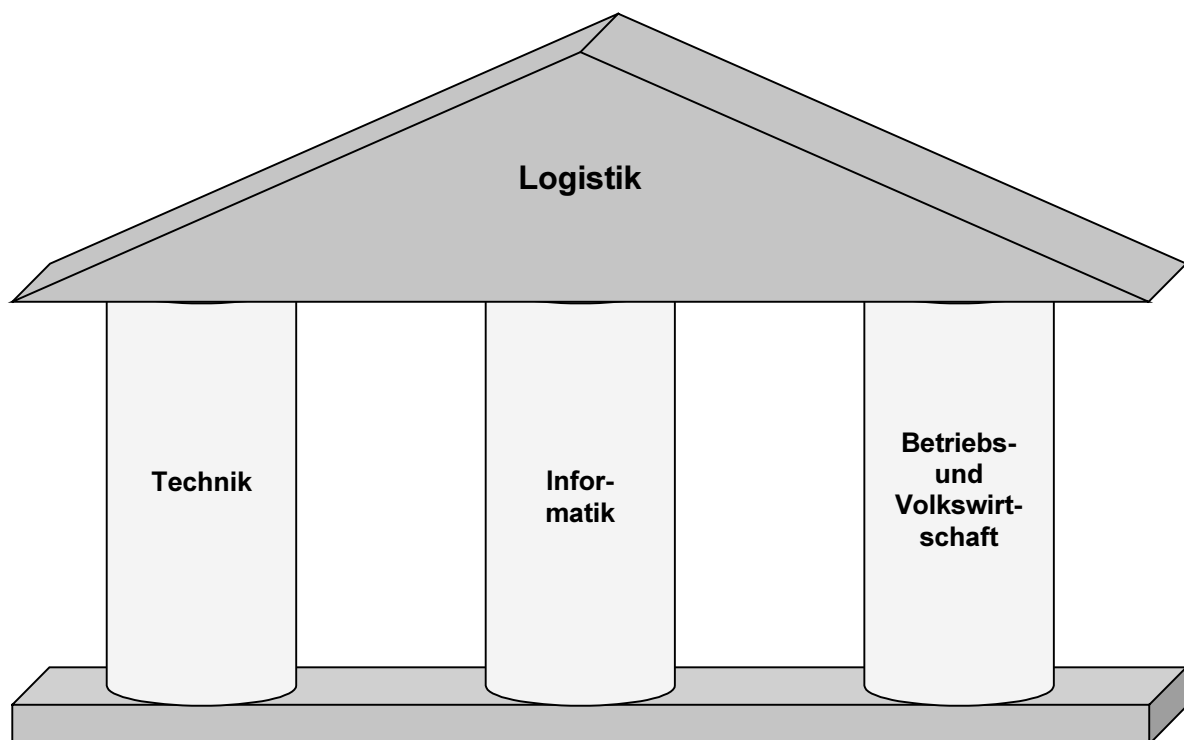 Logistik
Technik
Infor-
matik
Betriebs-
und
Volkswirt-
schaft